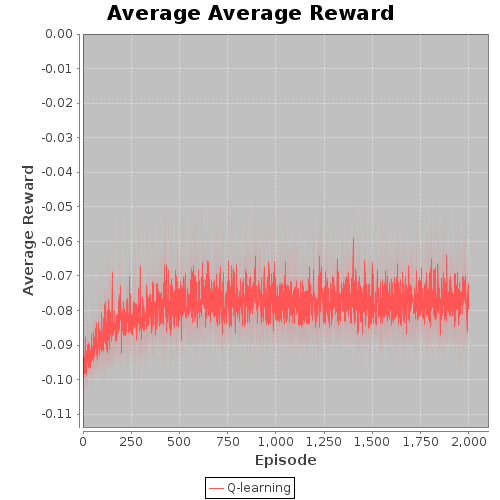 Average Average Reward
0.00
-0.01
-0.02
-0.03
-0.04
-0.05
-0.06
-0.07
-0.08
-0.09
-0.10
-0.11
Average Reward
0 250 500 750 1,000 1,250 1,500 1,750 2,000
Episode
Q-learning